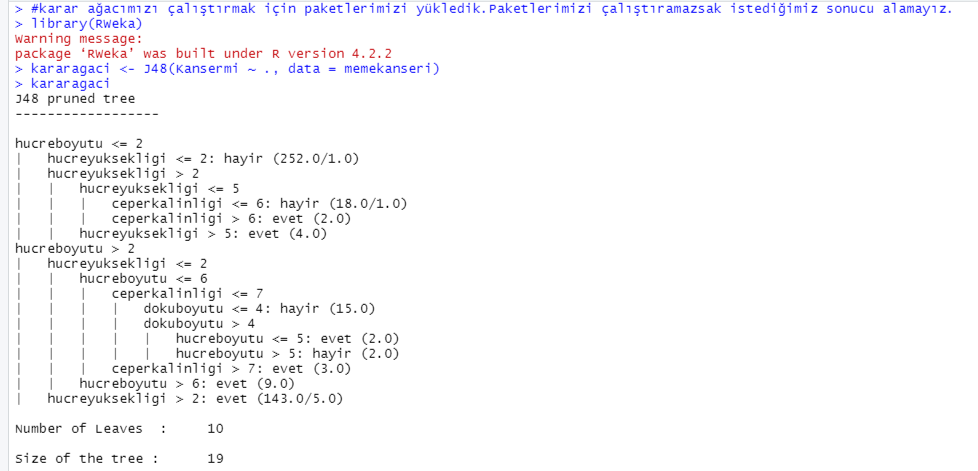 > #karar ağacımızı çalıştırmak için paketlerimizi yükledik.Paketlerimizi çalıştıramazsak istediğimiz sonucu alamayız.
> library(RWeka)
Warning message:
package ‘RWeka’ was built under R version 4.2.2
> kararagaci <- J48(Kansermi ~ ., data = memekanseri)
> kararagaci
J48 pruned tree
------------------
hucreboyutu <= 2
|   hucreyuksekligi <= 2: hayir (252.0/1.0)
|   hucreyuksekligi > 2
|   |   hucreyuksekligi <= 5
|   |   |   ceperkalinligi <= 6: hayir (18.0/1.0)
|   |   |   ceperkalinligi > 6: evet (2.0)
|   |   hucreyuksekligi > 5: evet (4.0)
hucreboyutu > 2
|   hucreyuksekligi <= 2
|   |   hucreboyutu <= 6
|   |   |   ceperkalinligi <= 7
|   |   |   |   dokuboyutu <= 4: hayir (15.0)
|   |   |   |   dokuboyutu > 4
|   |   |   |   |   hucreboyutu <= 5: evet (2.0)
|   |   |   |   |   hucreboyutu > 5: hayir (2.0)
|   |   |   ceperkalinligi > 7: evet (3.0)
|   |   hucreboyutu > 6: evet (9.0)
|   hucreyuksekligi > 2: evet (143.0/5.0)
Number of Leaves  :     10
Size of the tree :      19